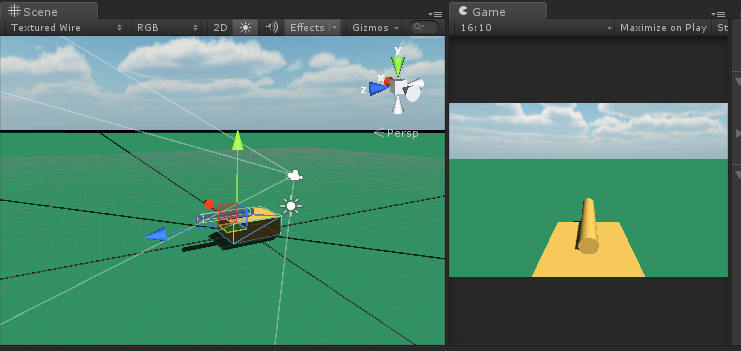 Scene
Textured Wire RGB 2D Effects Gizmos
y
x
z
Persp
Game
16:10 Maximize on Play St